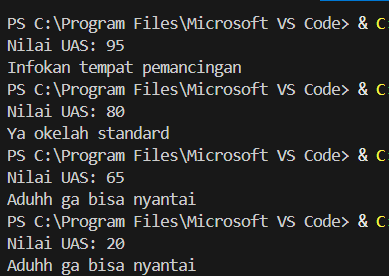 PS C:\Program Files\Microsoft VS Code> & C:
Nilai UAS: 95
Infokan tempat pemancingan
PS C:\Program Files\Microsoft VS Code> & C:
Nilai UAS: 80
Ya okelah standard
PS C:\Program Files\Microsoft VS Code> & C:
Nilai UAS: 65
Aduhh ga bisa nyantai
PS C:\Program Files\Microsoft VS Code> & C:
Nilai UAS: 20
Aduhh ga bisa nyantai